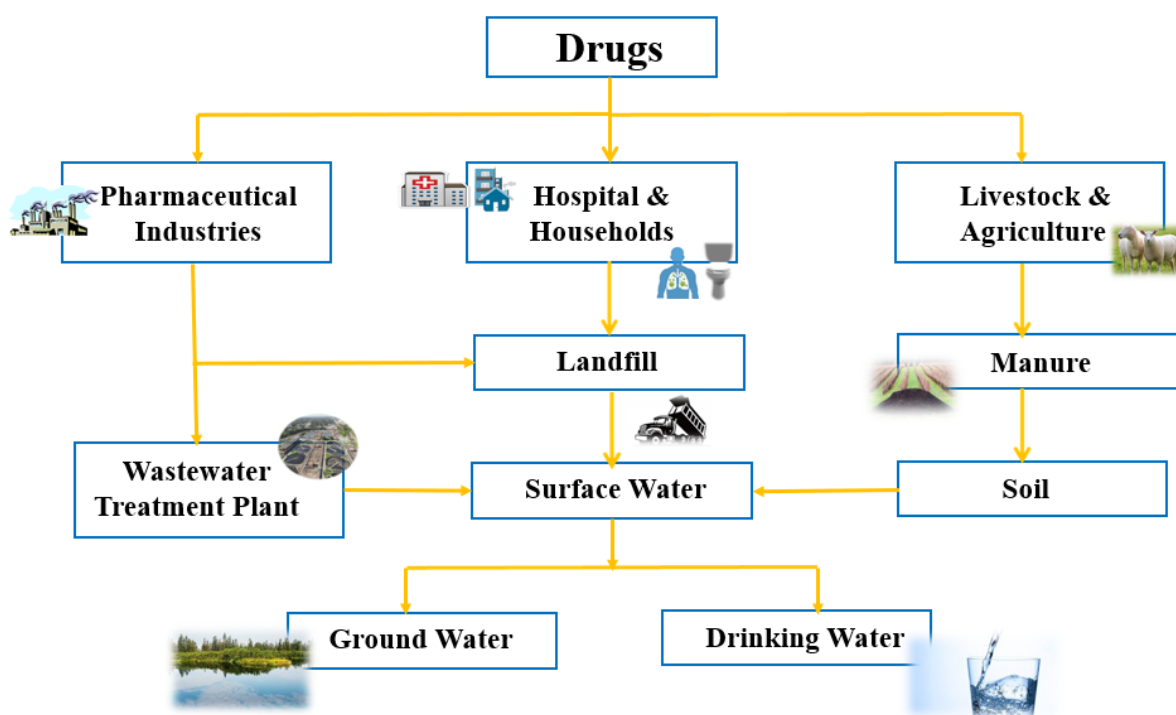 Drugs
Pharmaceutical
Industries
Hospital &
Households
Livestock &
Agriculture
Landfill
Manure
Wastewater
Treatment Plant
Surface Water
Soil
Ground Water
Drinking Water